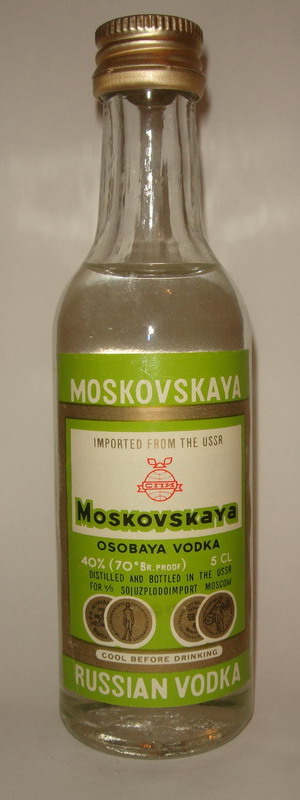 MOSKOVSKAYA
IMPORTED FROM THE USSR
Moskovskaya
OSOBAYA VODKA
40% (70° BR. PROOF) 5 CL
DISTILLED AND BOTTLED IN THE USSR
FOR V/O SOJUZPLODOIMPORT MOSCOW
COOL BEFORE DRINKING
RUSSIAN VODKA